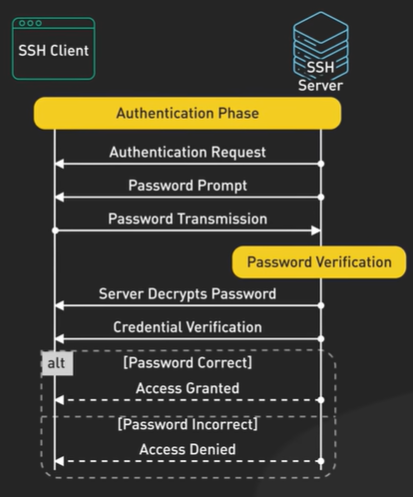 SSH Client
SSH
Server
Authentication Phase
Authentication Request
Password Prompt
Password Transmission
Password Verification
Server Decrypts Password
Credential Verification
alt
[Password Correct]
Access Granted
[Password Incorrect]
Access Denied